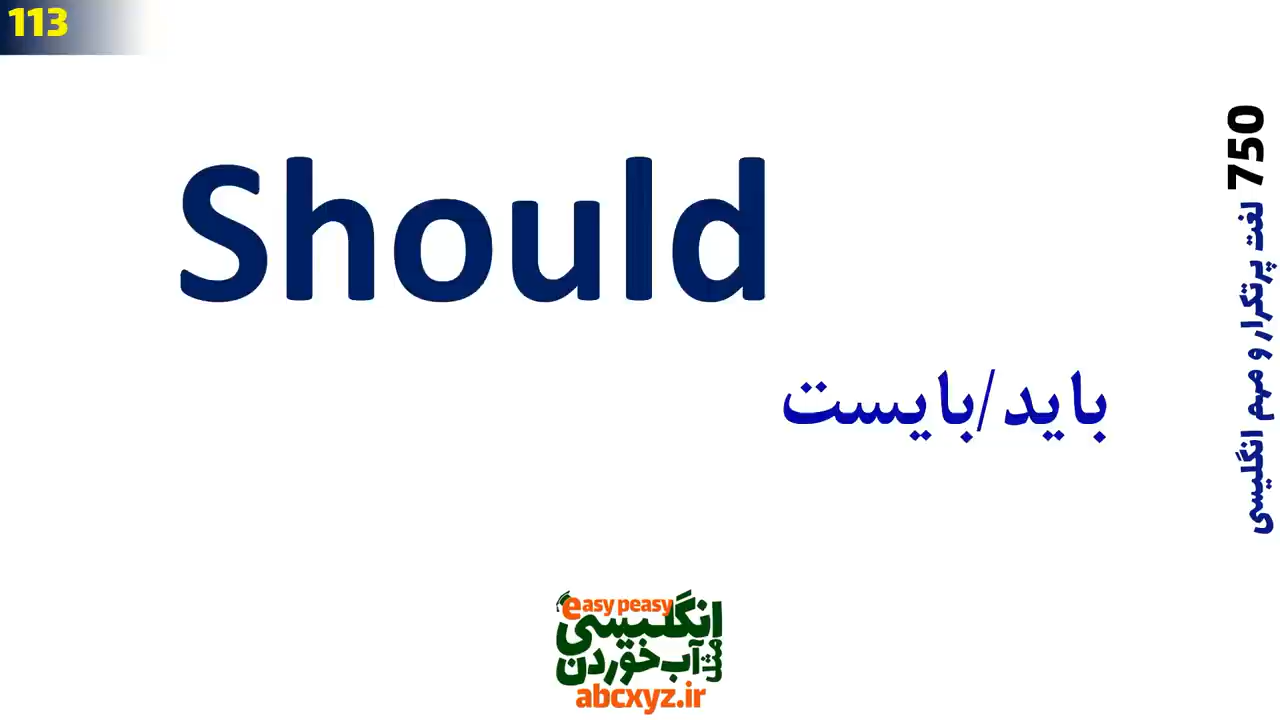 113
Should
باید/بایست
750 لغت پرتکرار و مهم انگلیسی
easy peasy
انگلیسی
مثل آب خوردن
abcxyz.ir